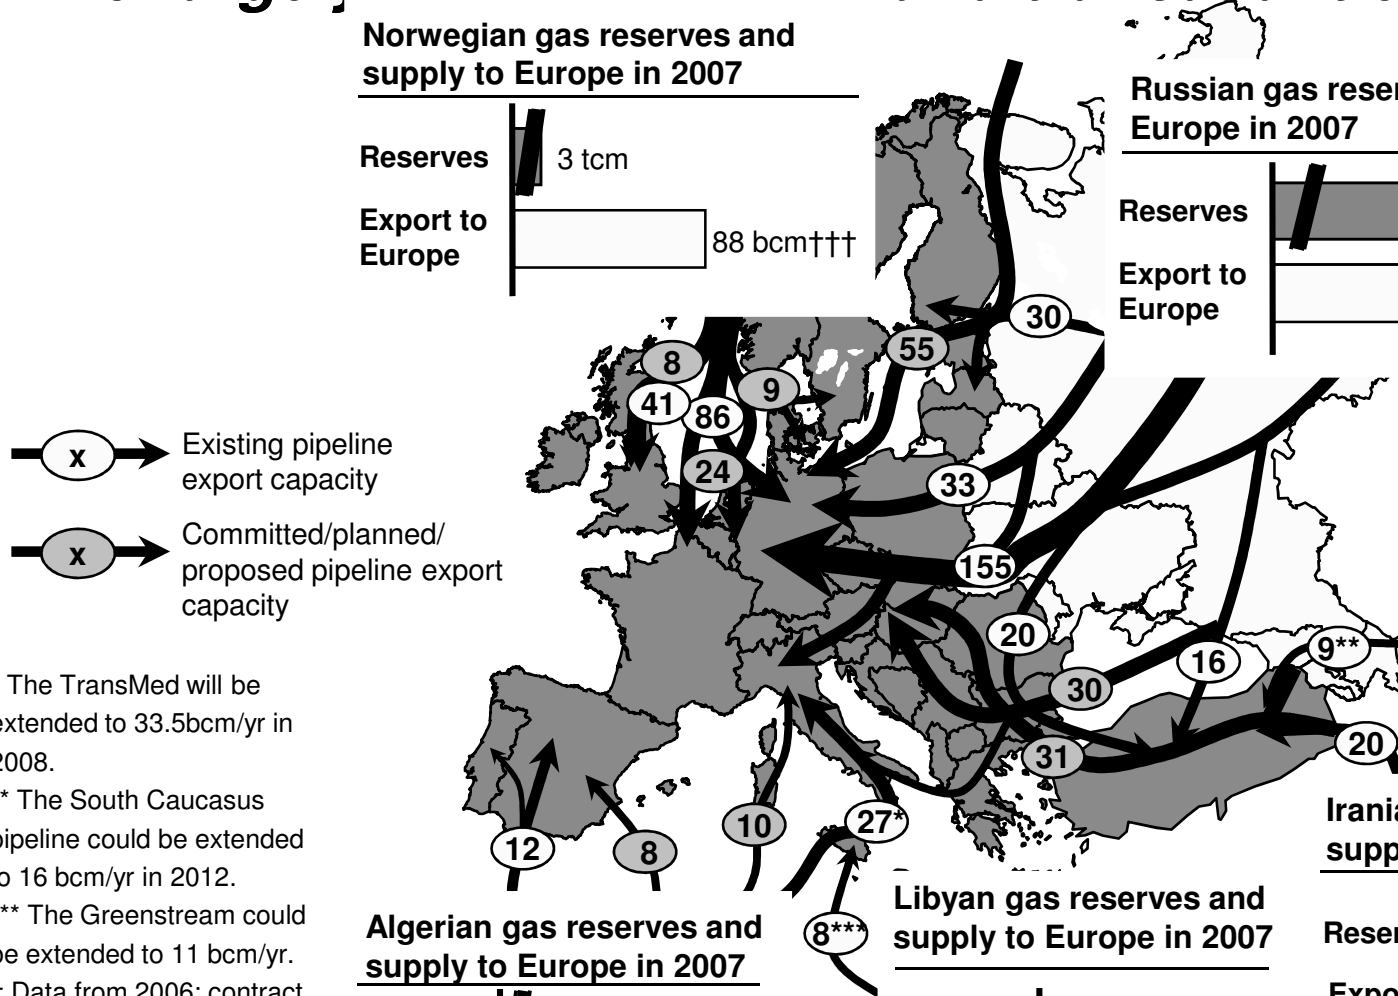 Norwegian gas reserves and
supply to Europe in 2007
Reserves
3 tcm
Export to
Europe
88 bcm†††
Russian gas
Europe in 2007
Reserves
Export to
Europe
30
55
8
41
86
9
24
33
155
20
16
9**
30
31
20
10
27*
12
8
8***
x
Existing pipeline
export capacity
x
Committed/planned/
proposed pipeline export
capacity
The TransMed will be
extended to 33.5bcm/yr in
2008.
* The South Caucasus
pipeline could be extended
to 16 bcm/yr in 2012.
** The Greenstream could
be extended to 11 bcm/yr.
: Data from 2006; contract
Algerian gas reserves and
supply to Europe in 2007
Libyan gas reserves and
supply to Europe in 2007